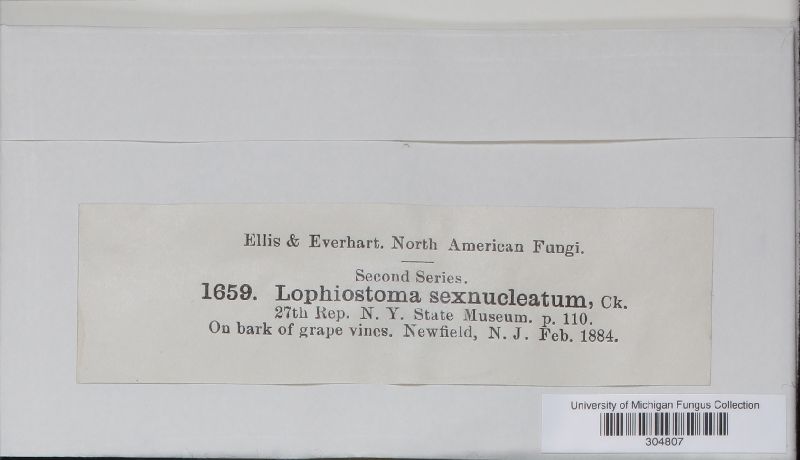 Ellis & Everhart. North American Fungi.
Second Series.
1659. Lophiostoma sexnucleatum, Ck.
27th Rep. N. Y. State Museum. p. 110.
On bark of grape vines. Newfield, N. J. Feb. 1884.
University of Michigan Fungus Collection
304807